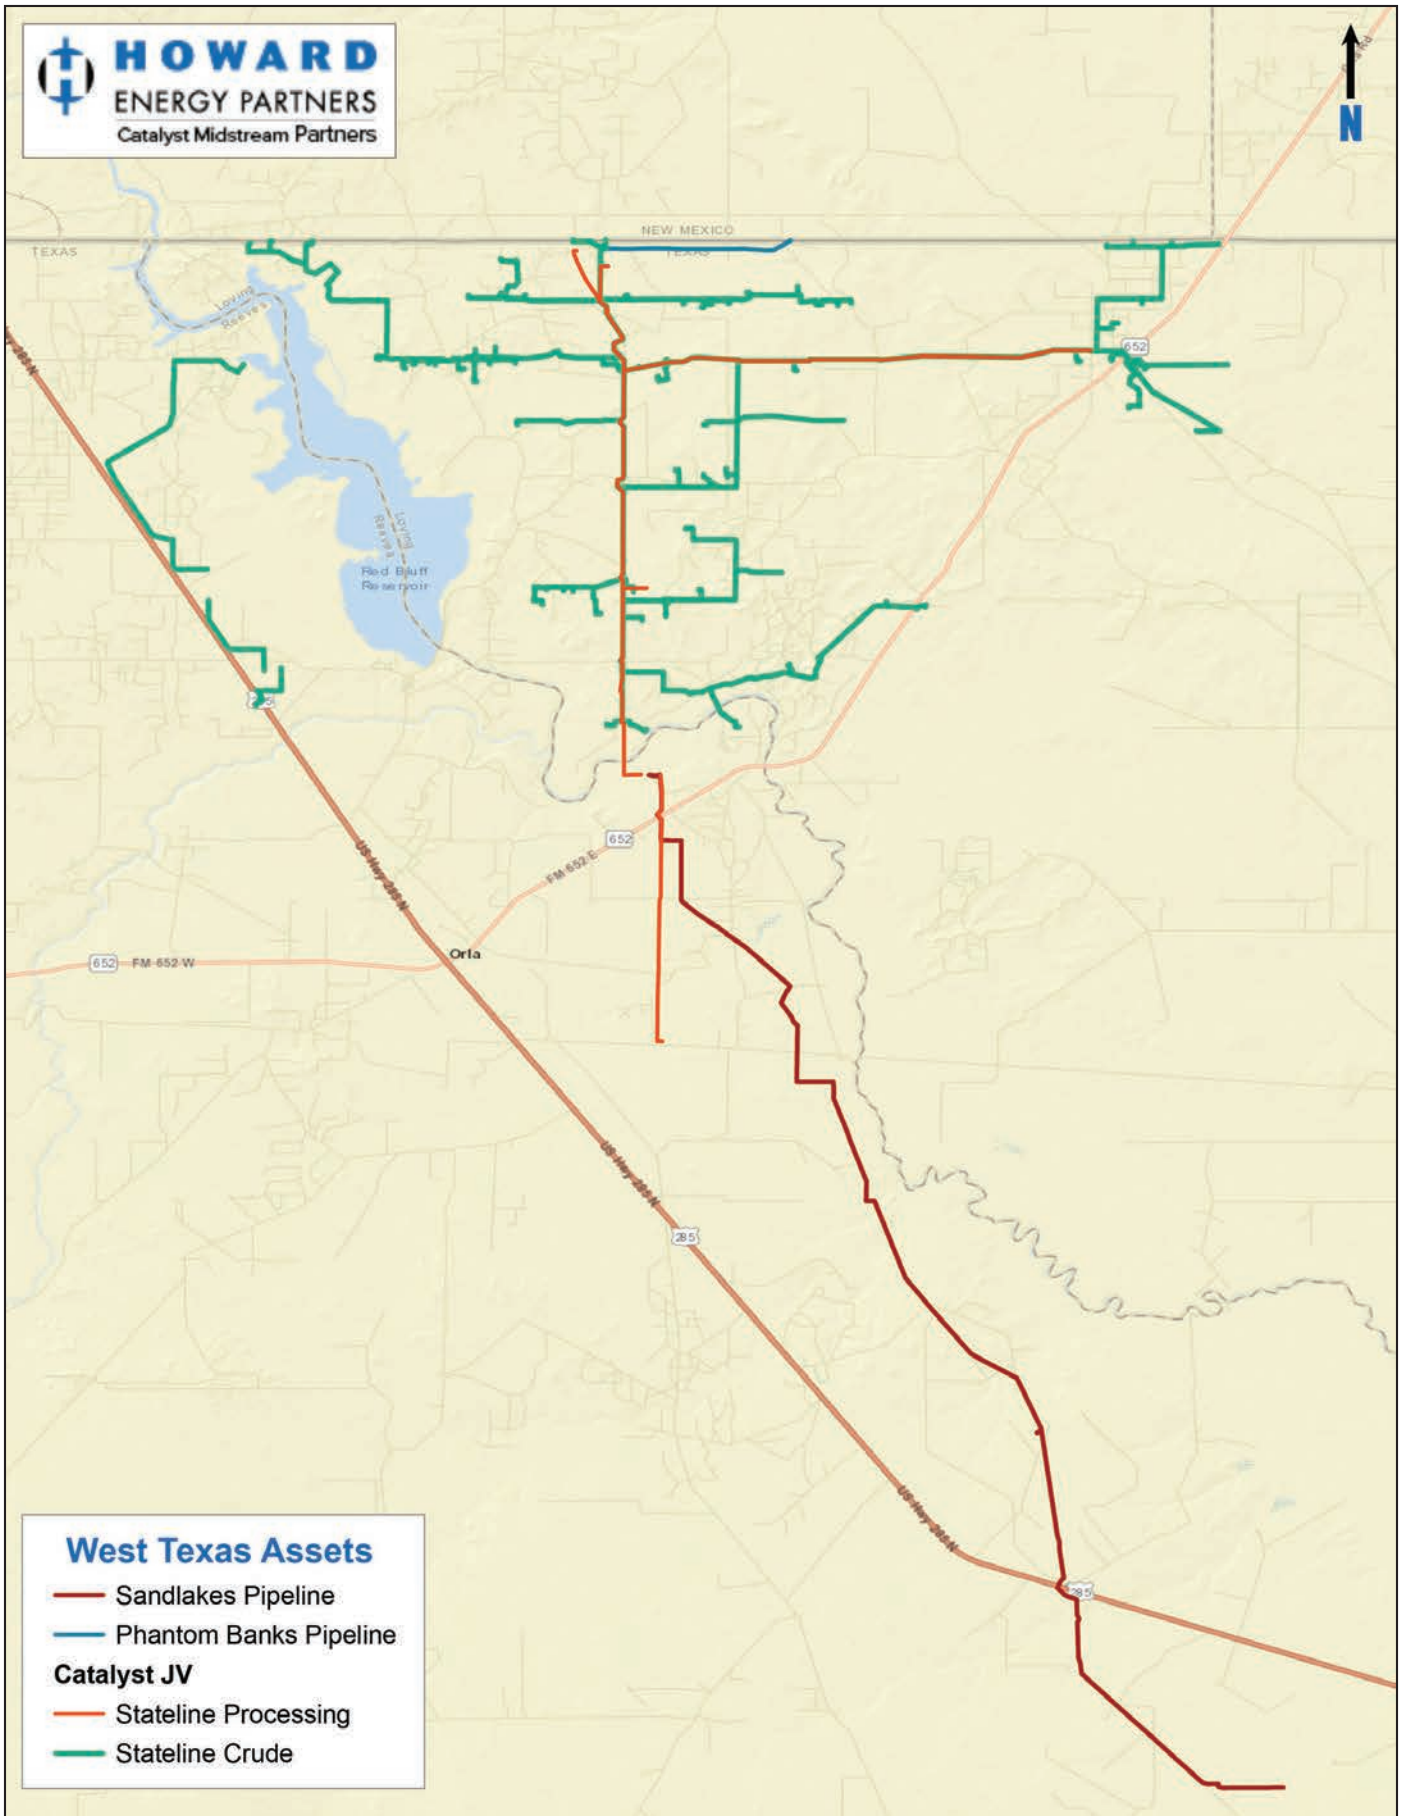 HOWARD
ENERGY PARTNERS
Catalyst Midstream Partners
N
NEW MEXICO
TEXAS
TEXAS
Loving
Reeves
652
Loving
Reeves
Red Bluff
Reservoir
285
652
FM 652 E
US Hwy 285 N
Orla
652
FM 652 W
US Hwy 285 N
285
US Hwy 285 N
285
West Texas Assets
Sandlakes Pipeline
Phantom Banks Pipeline
Catalyst JV
Stateline Processing
Stateline Crude